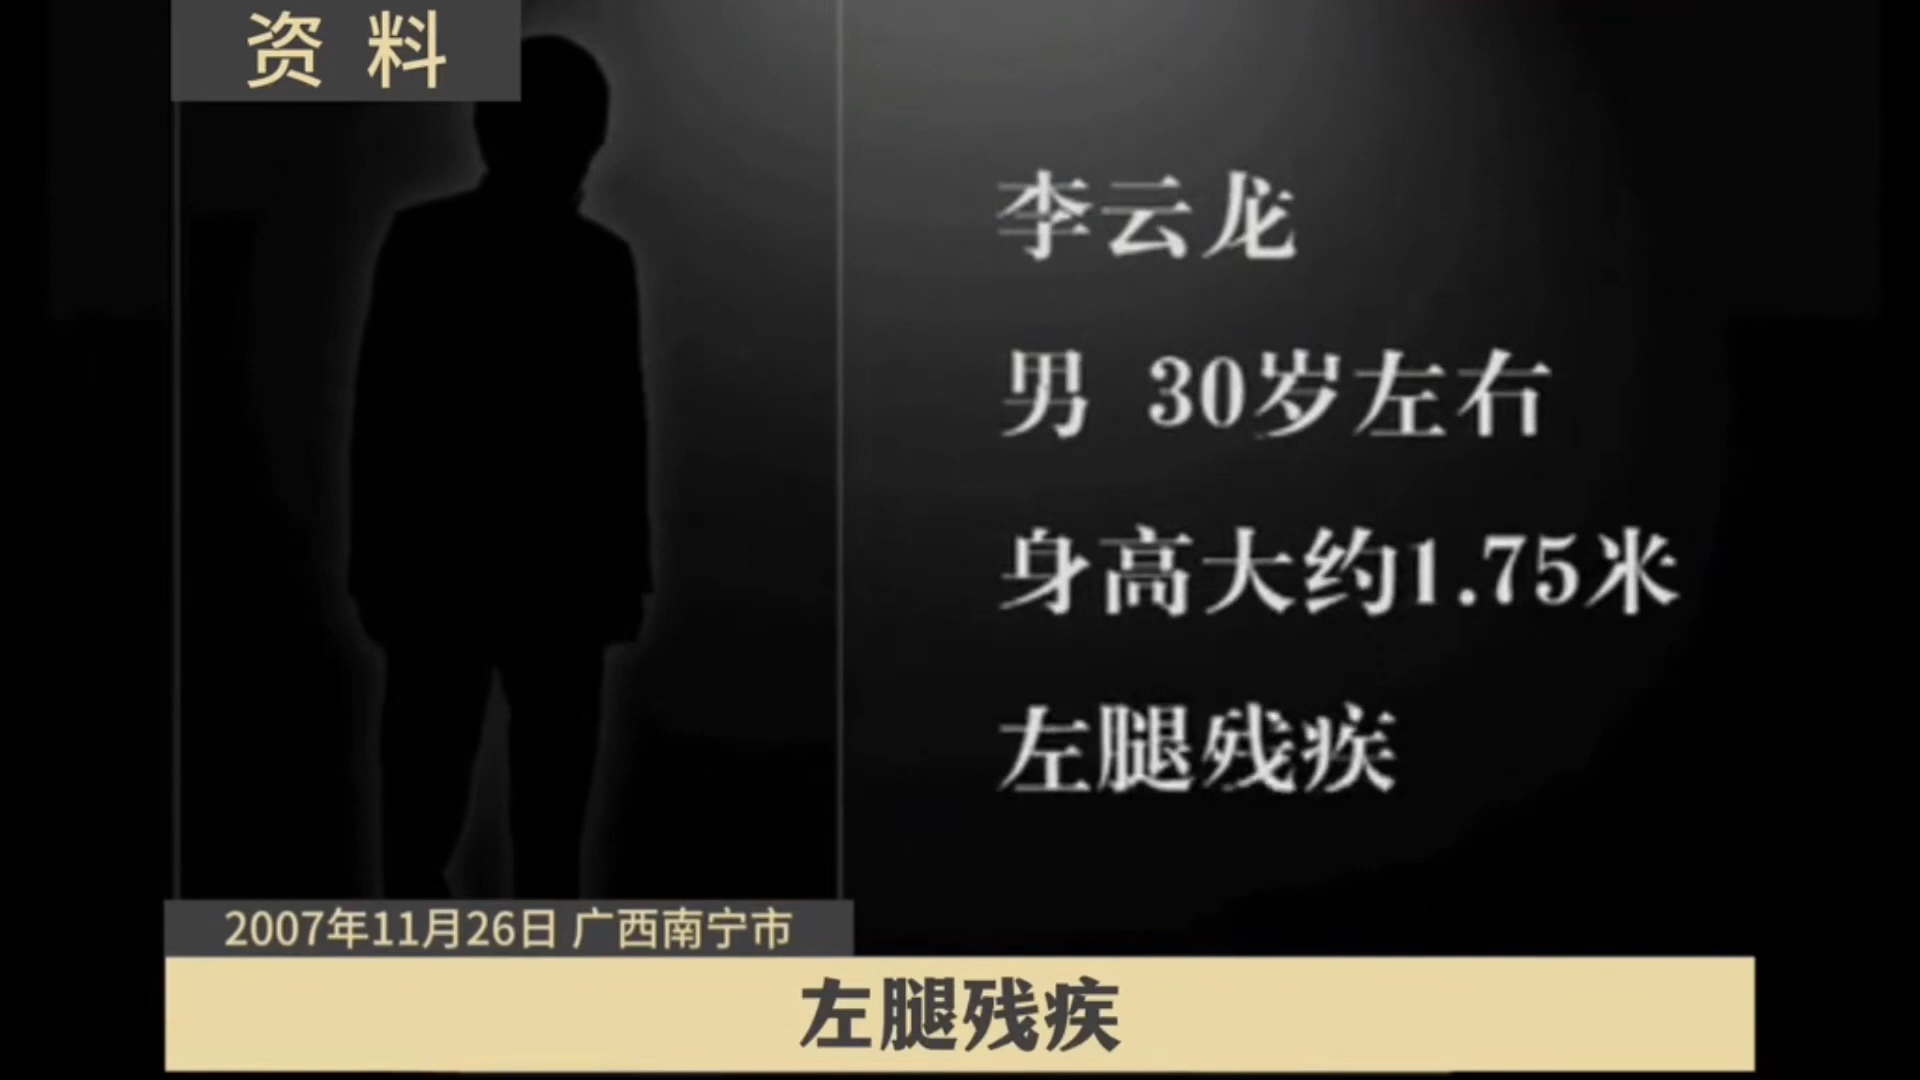 资料
李云龙
男 30岁左右
身高大约1.75米
左腿残疾
2007年11月26日 广西南宁市
左腿残疾